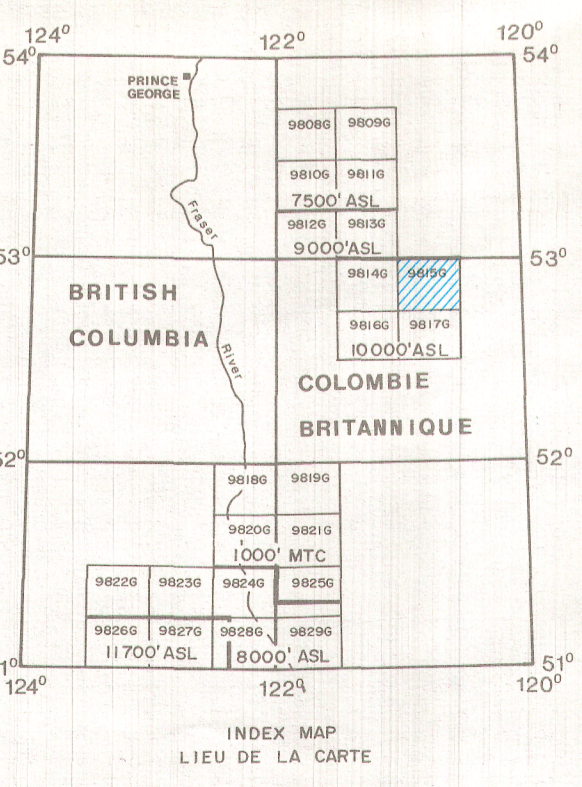 124° 122° 120°
54° 54°
PRINCE
GEORGE
9808G 9809G
9810G 9811G
7500' ASL
Fraser
9812G 9813G
9000' ASL
53° 53°
9814G 9815G
BRITISH
9816G 9817G
COLUMBIA
River
10000' ASL
COLOMBIE
BRITANNIQUE
52° 52°
9818G 9819G
9820G 9821G
1000' MTC
9822G 9823G 9824G 9825G
9826G 9827G 9828G 9829G
11700' ASL 8000' ASL
1° 51°
124° 122° 120°
INDEX MAP
LIEU DE LA CARTE